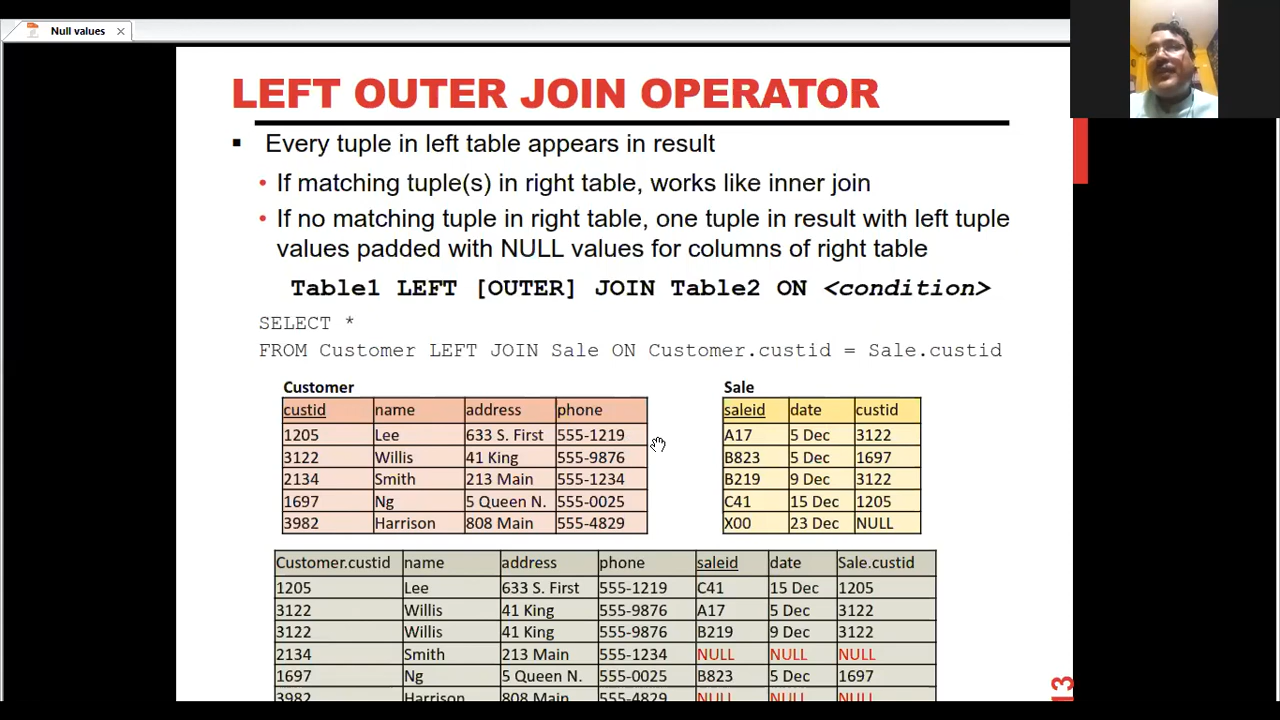 Null values
LEFT OUTER JOIN OPERATOR
Every tuple in left table appears in result
If matching tuple(s) in right table, works like inner join
If no matching tuple in right table, one tuple in result with left tuple
values padded with NULL values for columns of right table
Table1 LEFT [OUTER] JOIN Table2 ON <condition>
SELECT *
FROM Customer LEFT JOIN Sale ON Customer.custid = Sale.custid
Customer
custid name address phone
1205 Lee 633 S. First 555-1219
3122 Willis 41 King 555-9876
2134 Smith 213 Main 555-1234
1697 Ng 5 Queen N. 555-0025
3982 Harrison 808 Main 555-4829
Sale
saleid date custid
A17 5 Dec 3122
B823 5 Dec 1697
B219 9 Dec 3122
C41 15 Dec 1205
X00 23 Dec NULL
Customer.custid name address phone saleid date Sale.custid
1205 Lee 633 S. First 555-1219 C41 15 Dec 1205
3122 Willis 41 King 555-9876 A17 5 Dec 3122
3122 Willis 41 King 555-9876 B219 9 Dec 3122
2134 Smith 213 Main 555-1234 NULL NULL NULL
1697 Ng 5 Queen N. 555-0025 B823 5 Dec 1697
3982 Harrison 808 Main 555-4829 NULL NULL NULL
13